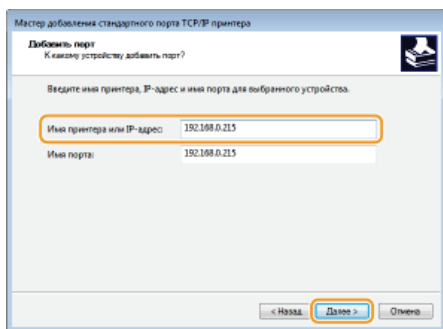 Мастер добавления стандартного порта TCP/IP принтера
Добавить порт
К какому устройству добавить порт?
Введите имя принтера, IP-адрес и имя порта для выбранного устройства.
Имя принтера или IP-адрес: 192.168.0.215
Имя порта: 192.168.0.215
< Назад Далее > Отмена